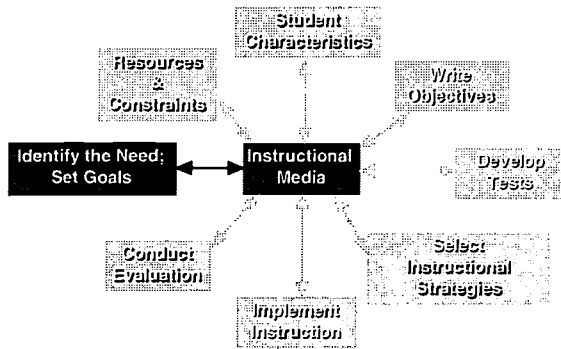 Student
Characteristics
Resources
&
Constraints
Write
Objectives
Identify the Need;
Set Goals
Instructional
Media
Develop
Tests
Conduct
Evaluation
Select
Instructional
Strategies
Implement
Instruction